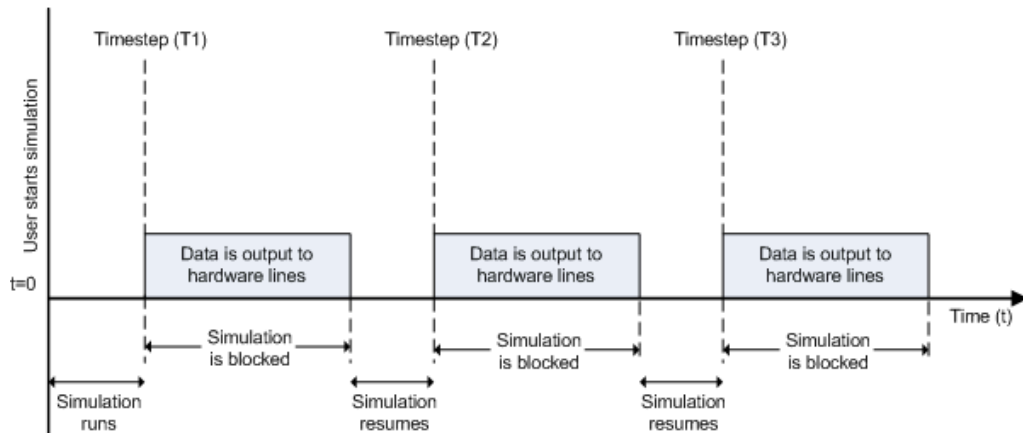 Timestep (T1)
Timestep (T2)
Timestep (T3)
User starts simulation
Data is output to
hardware lines
Data is output to
hardware lines
Data is output to
hardware lines
t=0
Time (t)
Simulation
is blocked
Simulation
is blocked
Simulation
is blocked
Simulation
runs
Simulation
resumes
Simulation
resumes